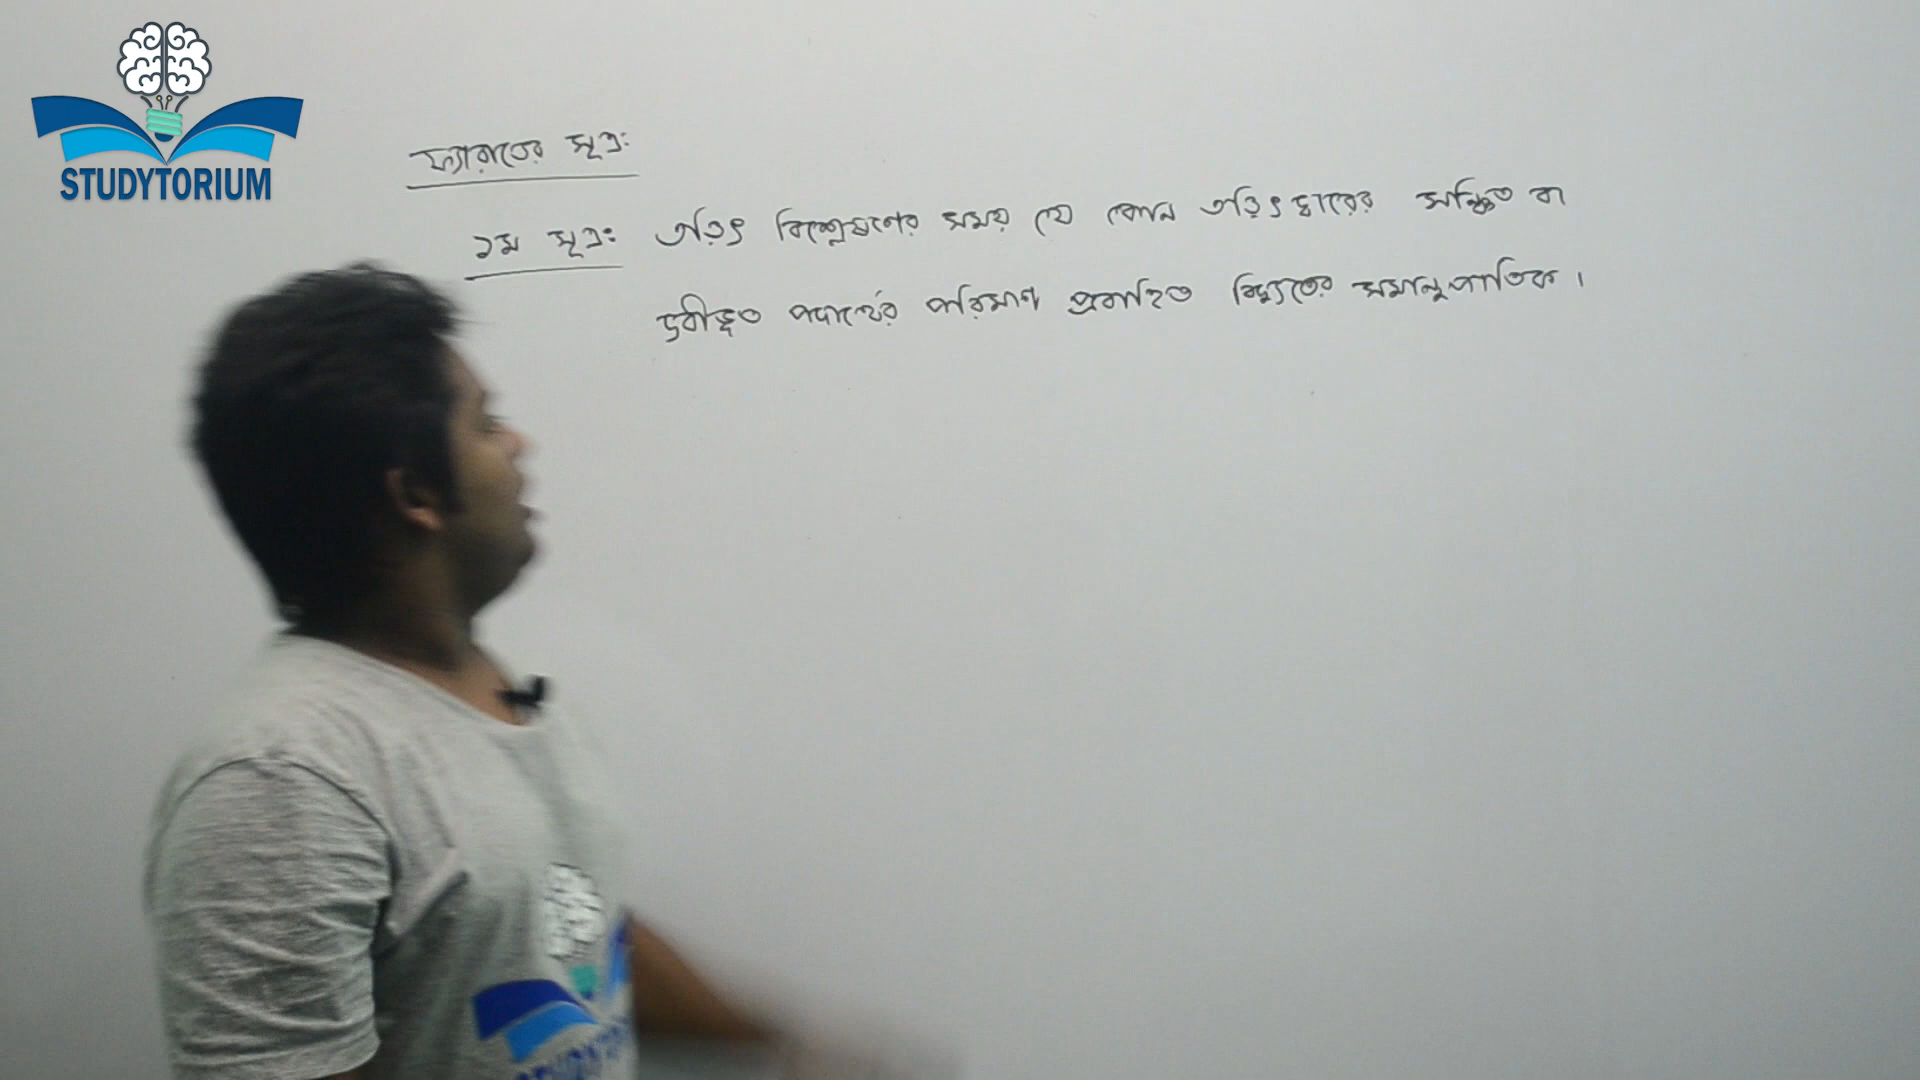 STUDYTORIUM
ফ্যারাডের সূত্রঃ
১ম সূত্রঃ তড়িৎ বিশ্লেষণের সময় যে কোন তড়িৎদ্বারের সঞ্চিত বা
দ্রবীভূত পদার্থের পরিমাণ প্রবাহিত বিদ্যুতের সমানুপাতিক।